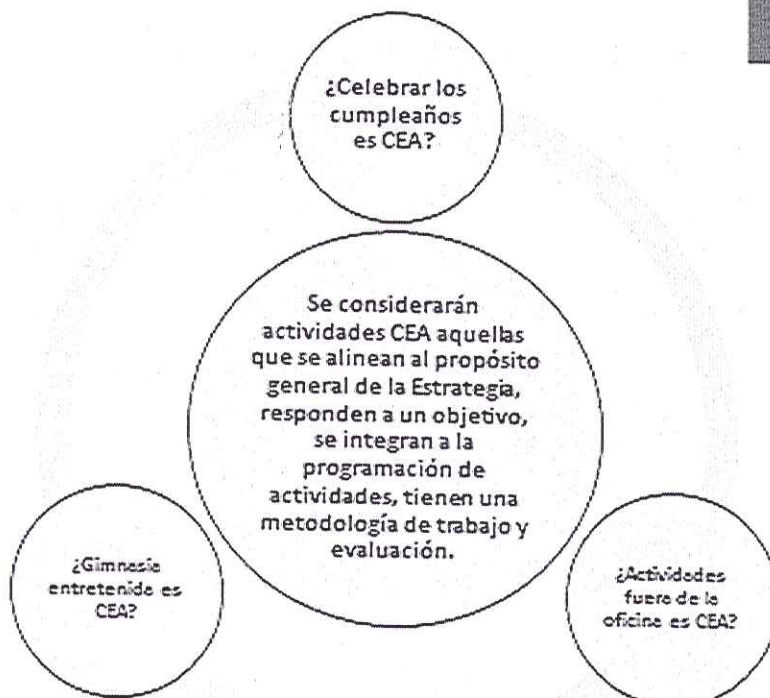 ¿Celebrar los
cumpleaños
es CEA?
Se considerarán
actividades CEA aquellas
que se alinean al propósito
general de la Estrategia,
responden a un objetivo,
se integran a la
programación de
actividades, tienen una
metodología de trabajo y
evaluación.
¿Gimnasia
entretenida es
CEA?
¿Actividades
fuera de la
oficina es CEA?